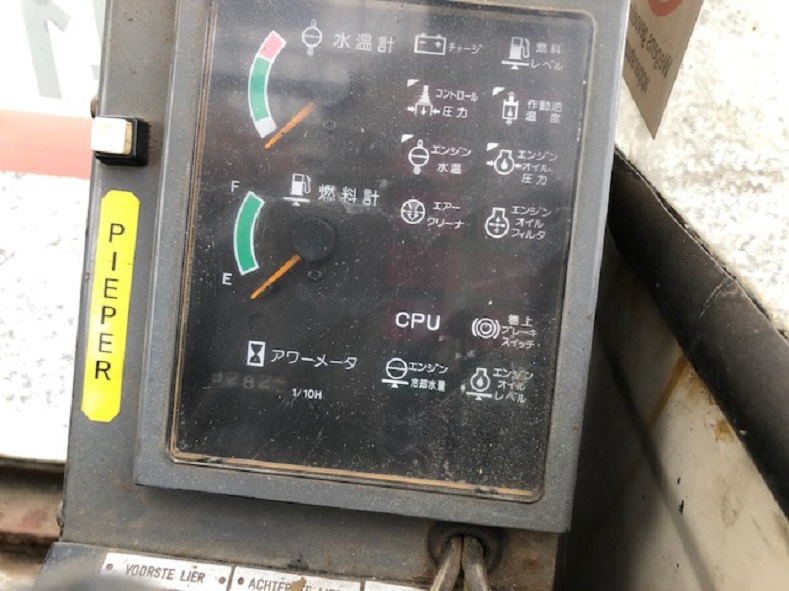 水温計
チャージ
燃料
レベル
コントロール
圧力
作動油
温度
エンジン
水温
エンジン
オイル
圧力
F
燃料計
E
エアー
クリーナ
エンジン
オイル
フィルタ
PIEPER
CPU
巻上
ブレーキ
スイッチ
アワーメータ
1/10H
エンジン
冷却水量
エンジン
オイル
レベル
VOORSTE LIER